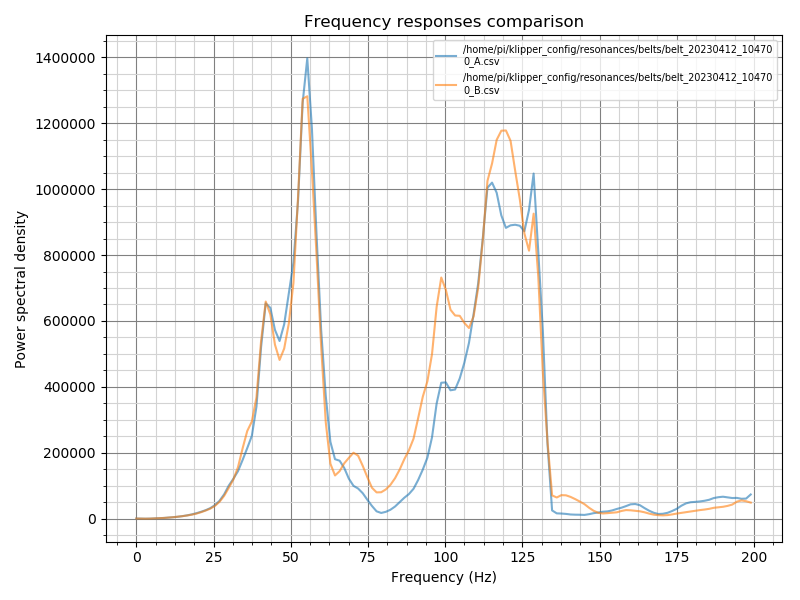 Frequency responses comparison
/home/pi/klipper_config/resonances/belts/belt_20230412_10470
0_A.csv
/home/pi/klipper_config/resonances/belts/belt_20230412_10470
0_B.csv
Power spectral density
1400000
1200000
1000000
800000
600000
400000
200000
0
0 25 50 75 100 125 150 175 200
Frequency (Hz)